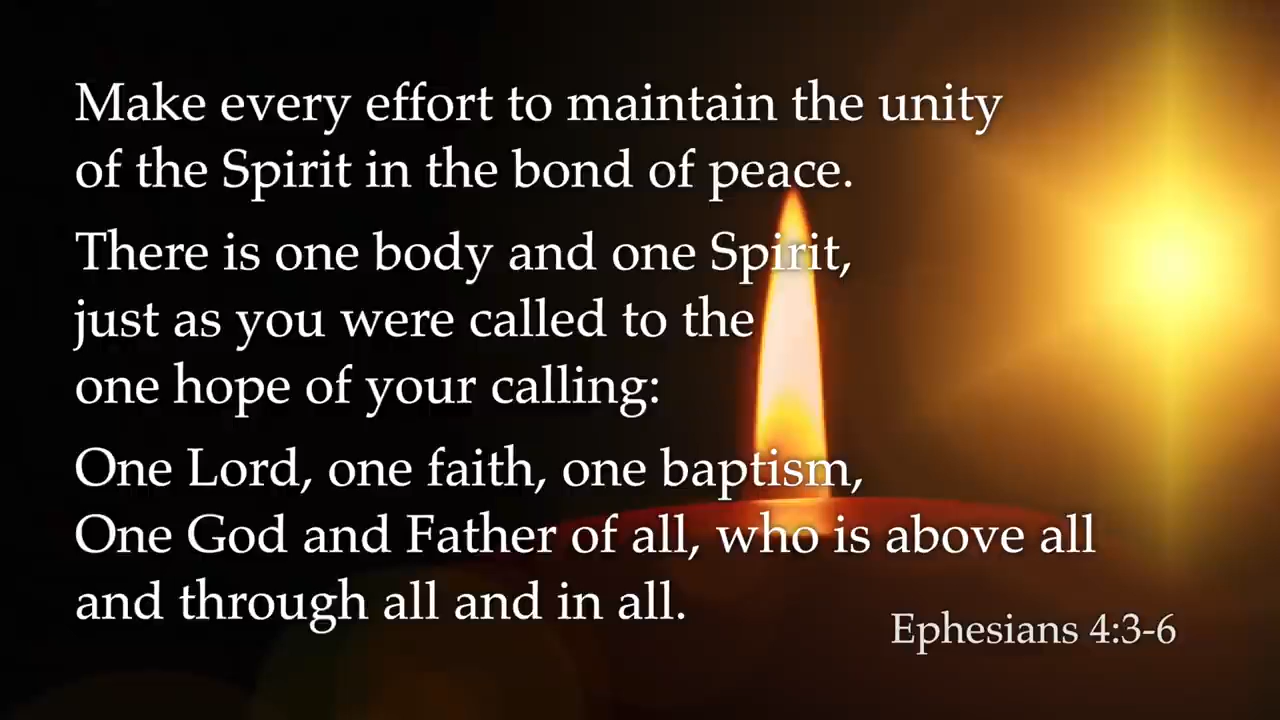 Make every effort to maintain the unity
of the Spirit in the bond of peace.
There is one body and one Spirit,
just as you were called to the
one hope of your calling:
One Lord, one faith, one baptism,
One God and Father of all, who is above all
and through all and in all.
Ephesians 4:3-6